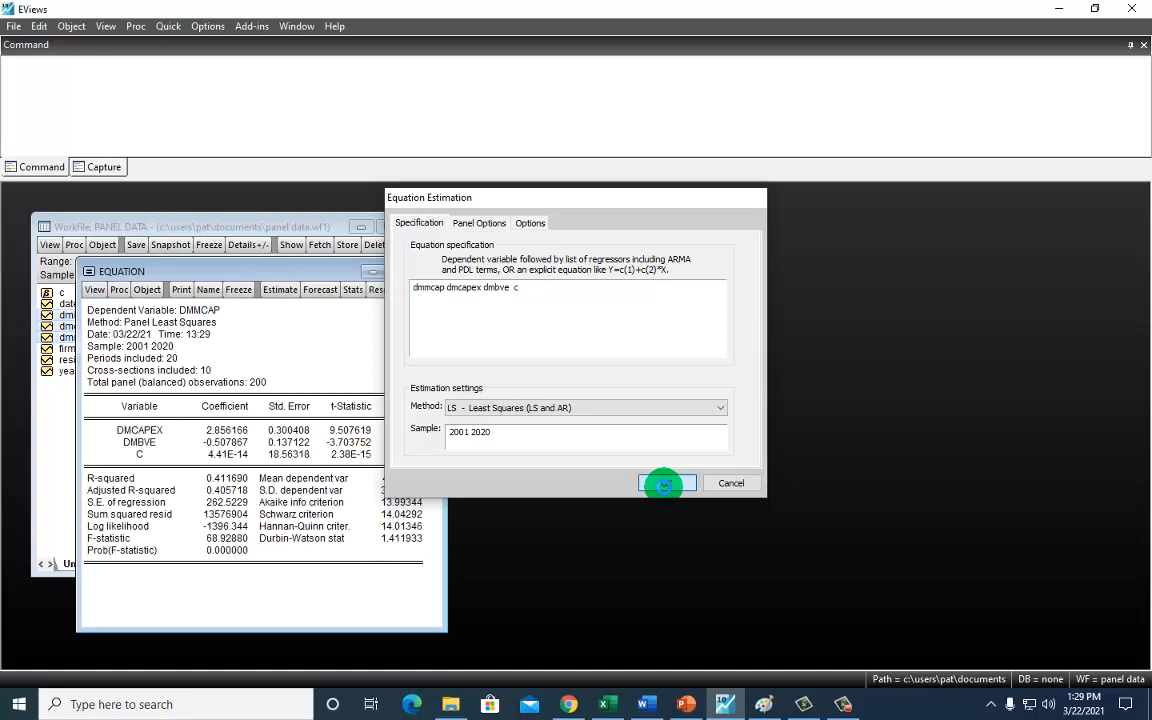 EViews
File Edit Object View Proc Quick Options Add-ins Window Help
Command
Command Capture
Workfile: PANEL DATA - (c:\users\pat\documents\panel data.wf1)
View Proc Object Save Snapshot Freeze Details+/- Show Fetch Store Delet
Range:
Sample:
c
date
dmb
dmc
dmm
firm
resid
year
Un
EQUATION
View Proc Object Print Name Freeze Estimate Forecast Stats Res
Dependent Variable: DMMCAP
Method: Panel Least Squares
Date: 03/22/21 Time: 13:29
Sample: 2001 2020
Periods included: 20
Cross-sections included: 10
Total panel (balanced) observations: 200
Variable Coefficient Std. Error t-Statistic
DMCAPEX 2.856166 0.300408 9.507619
DMBVE -0.507867 0.137122 -3.703752
C 4.41E-14 18.56318 2.38E-15
R-squared 0.411690 Mean dependent var
Adjusted R-squared 0.405718 S.D. dependent var
S.E. of regression 262.5229 Akaike info criterion 13.99344
Sum squared resid 13576904 Schwarz criterion 14.04292
Log likelihood -1396.344 Hannan-Quinn criter. 14.01346
F-statistic 68.92880 Durbin-Watson stat 1.411933
Prob(F-statistic) 0.000000
Equation Estimation
Specification Panel Options Options
Equation specification
Dependent variable followed by list of regressors including ARMA
and PDL terms, OR an explicit equation like Y=c(1)+c(2)*X.
dmmcap dmcapex dmbve c
Estimation settings
Method: LS - Least Squares (LS and AR)
Sample: 2001 2020
Cancel
Path = c:\users\pat\documents DB = none WF = panel data
Type here to search
1:29 PM
3/22/2021